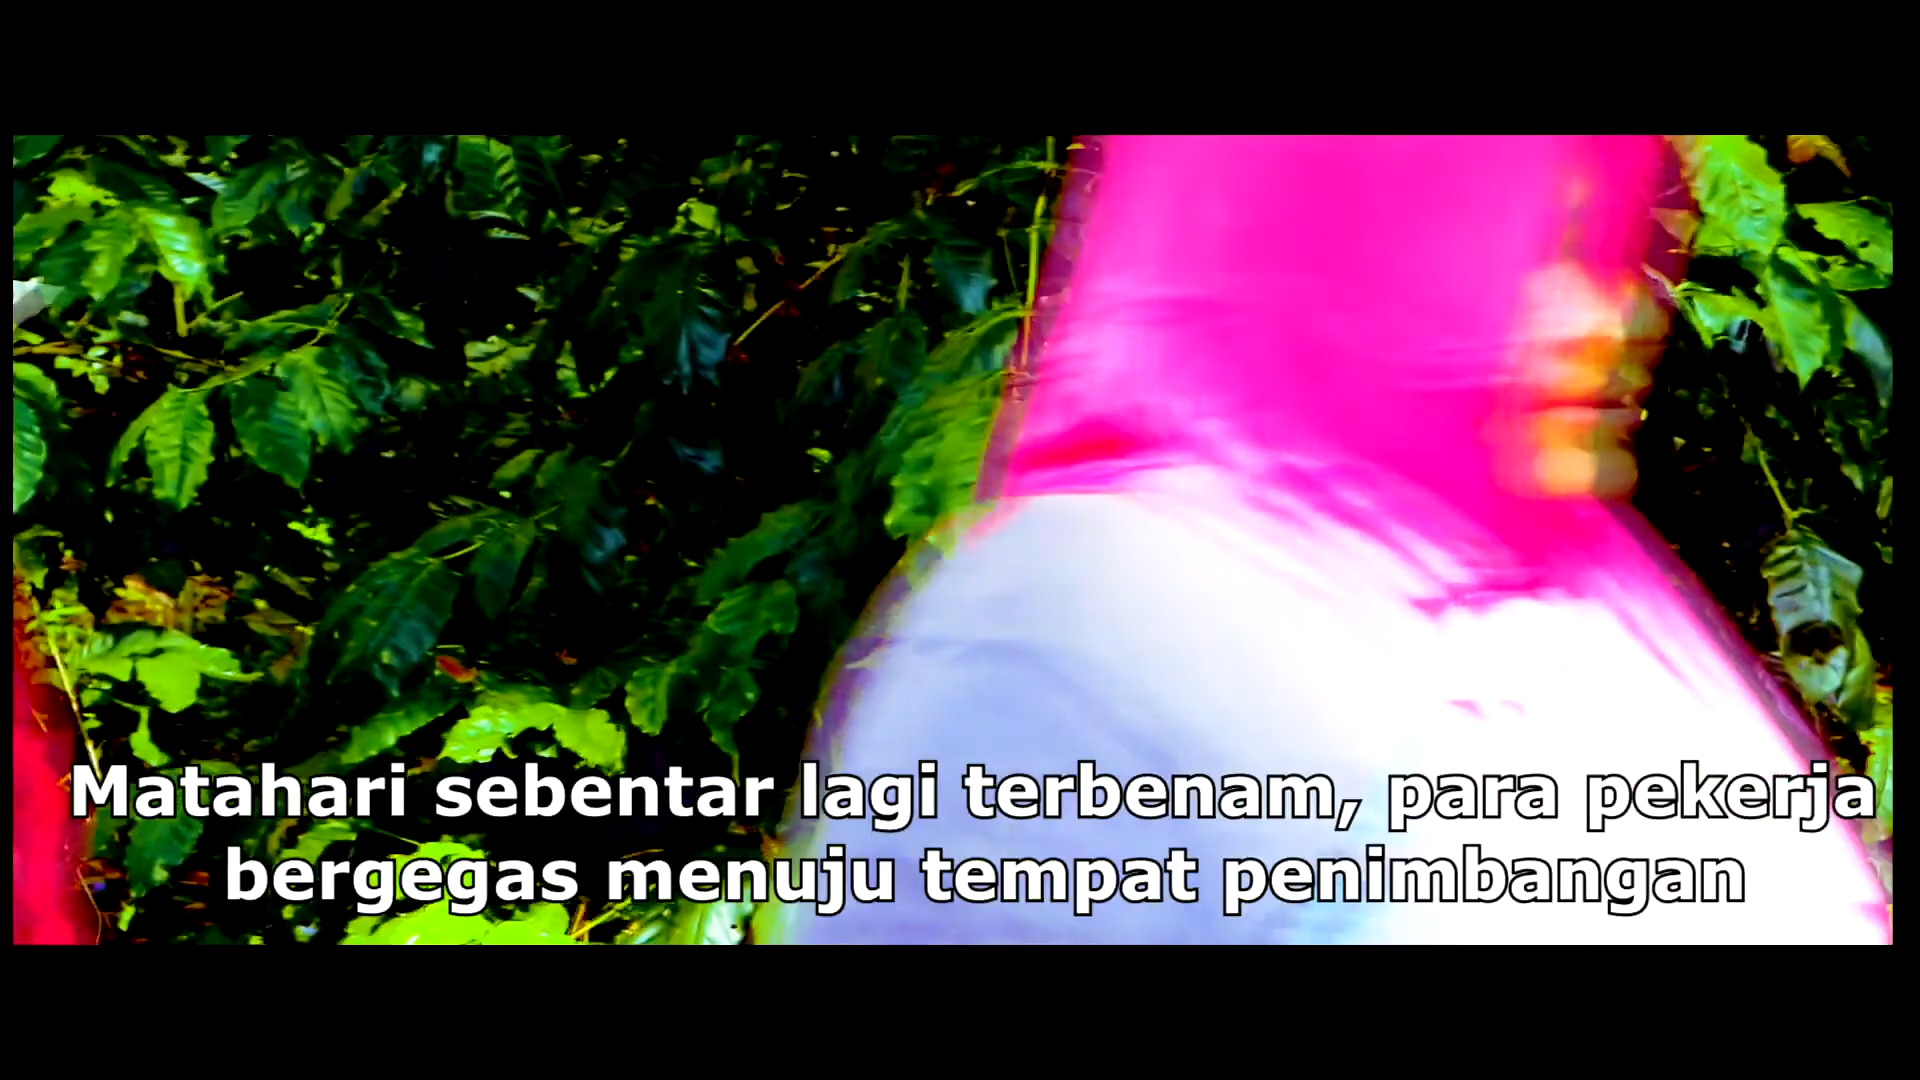 Matahari sebentar lagi terbenam, para pekerja
bergegas menuju tempat penimbangan